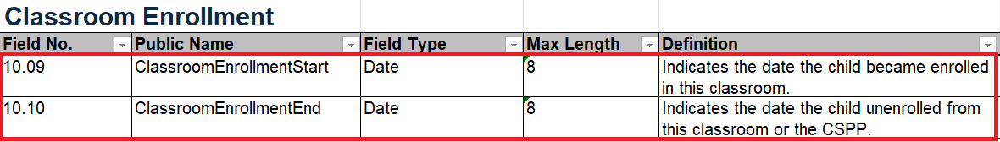 Classroom Enrollment
Field No. Public Name Field Type Max Length Definition
10.09 ClassroomEnrollmentStart Date 8 Indicates the date the child became enrolled
in this classroom.
10.10 ClassroomEnrollmentEnd Date 8 Indicates the date the child unenrolled from
this classroom or the CSPP.